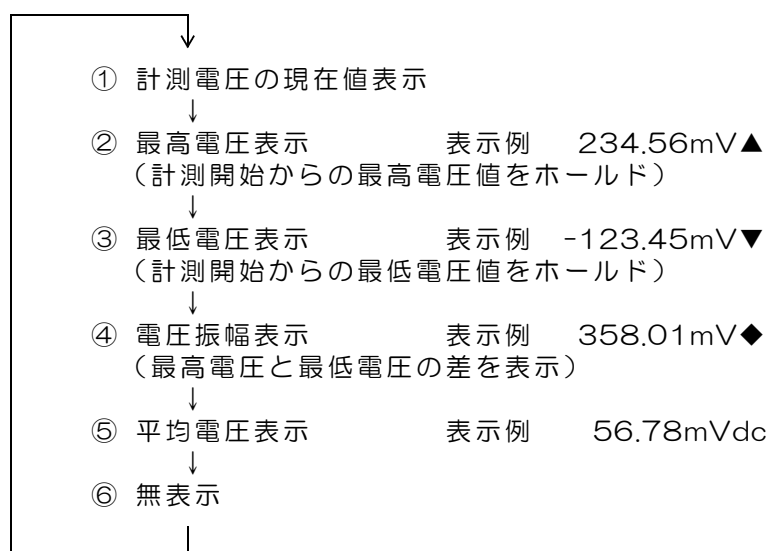 ① 計測電圧の現在値表示
↓
② 最高電圧表示 表示例 234.56mV▲
(計測開始からの最高電圧値をホールド)
↓
③ 最低電圧表示 表示例 -123.45mV▼
(計測開始からの最低電圧値をホールド)
↓
④ 電圧振幅表示 表示例 358.01mV◆
(最高電圧と最低電圧の差を表示)
↓
⑤ 平均電圧表示 表示例 56.78mVdc
↓
⑥ 無表示